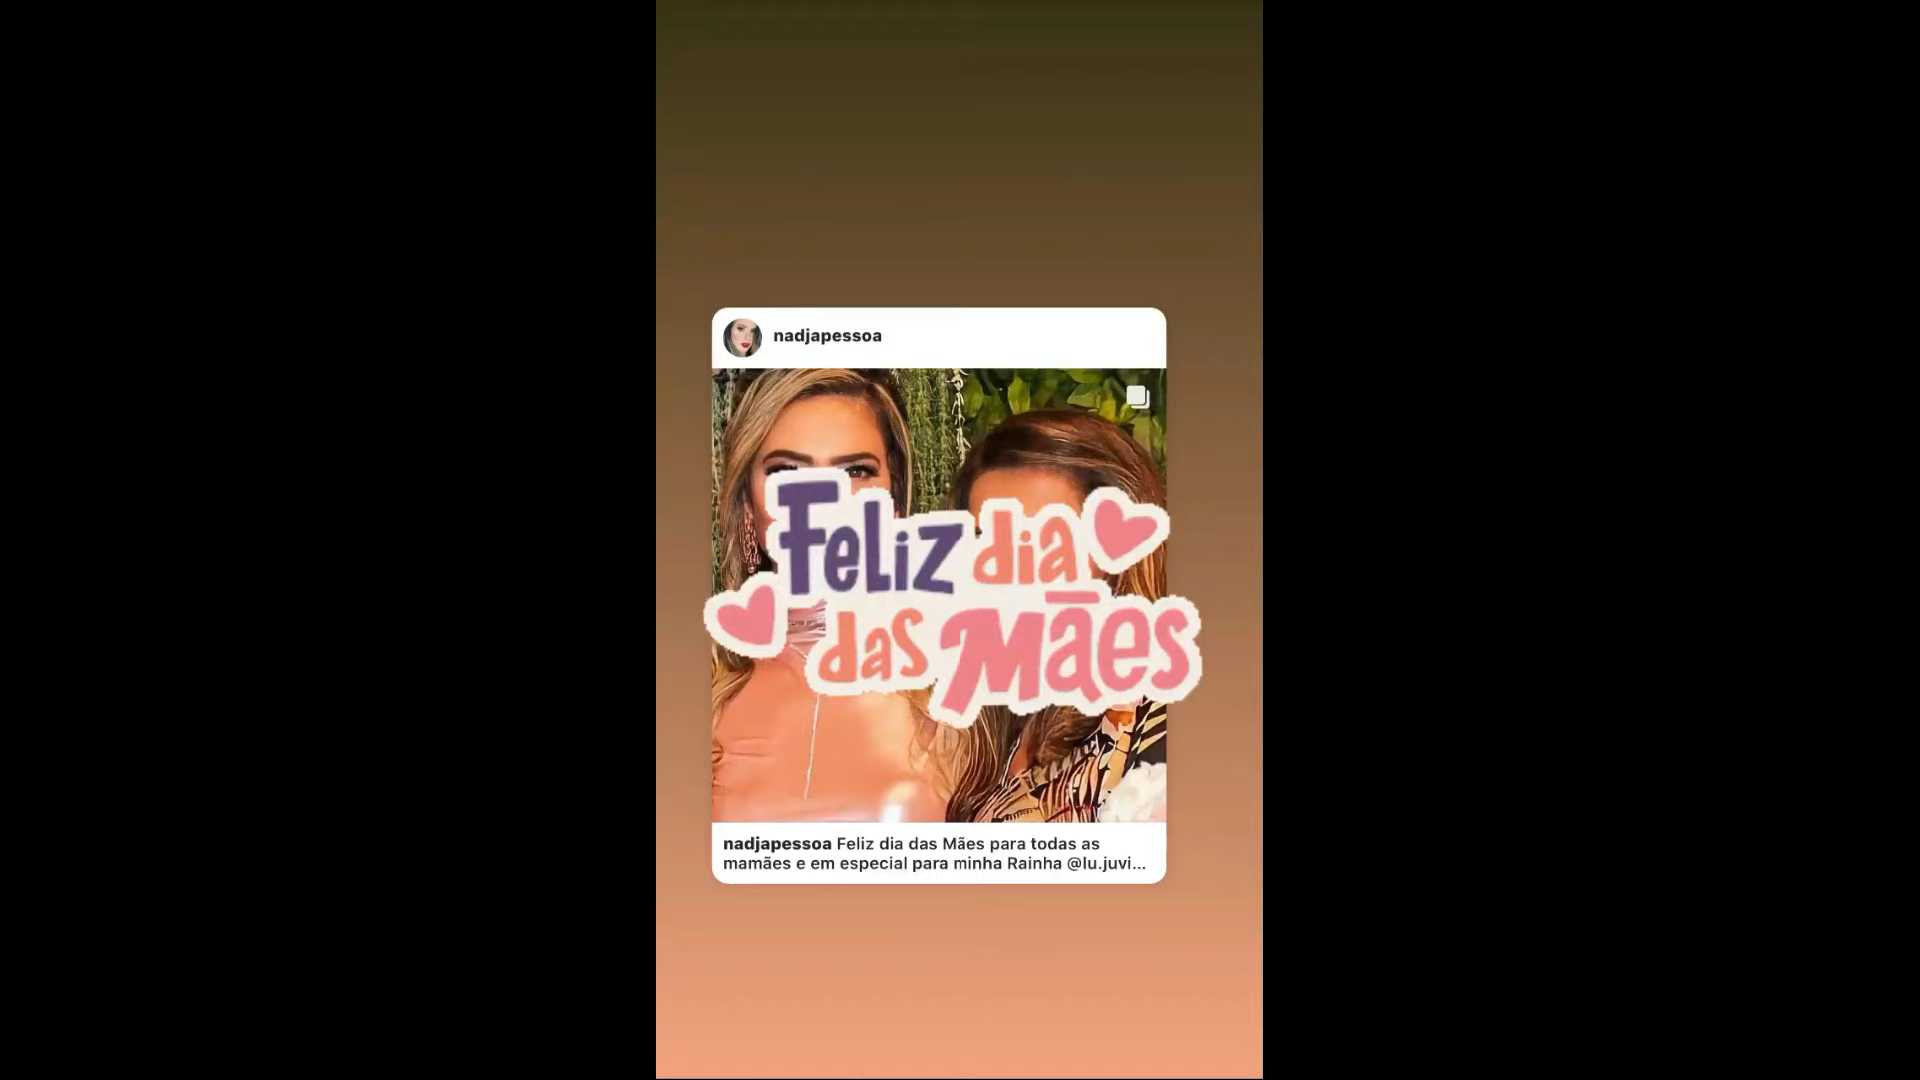 nadjapessoa
Feliz dia
das Mães
nadjapessoa Feliz dia das Mães para todas as
mamães e em especial para minha Rainha @lu.juvi...